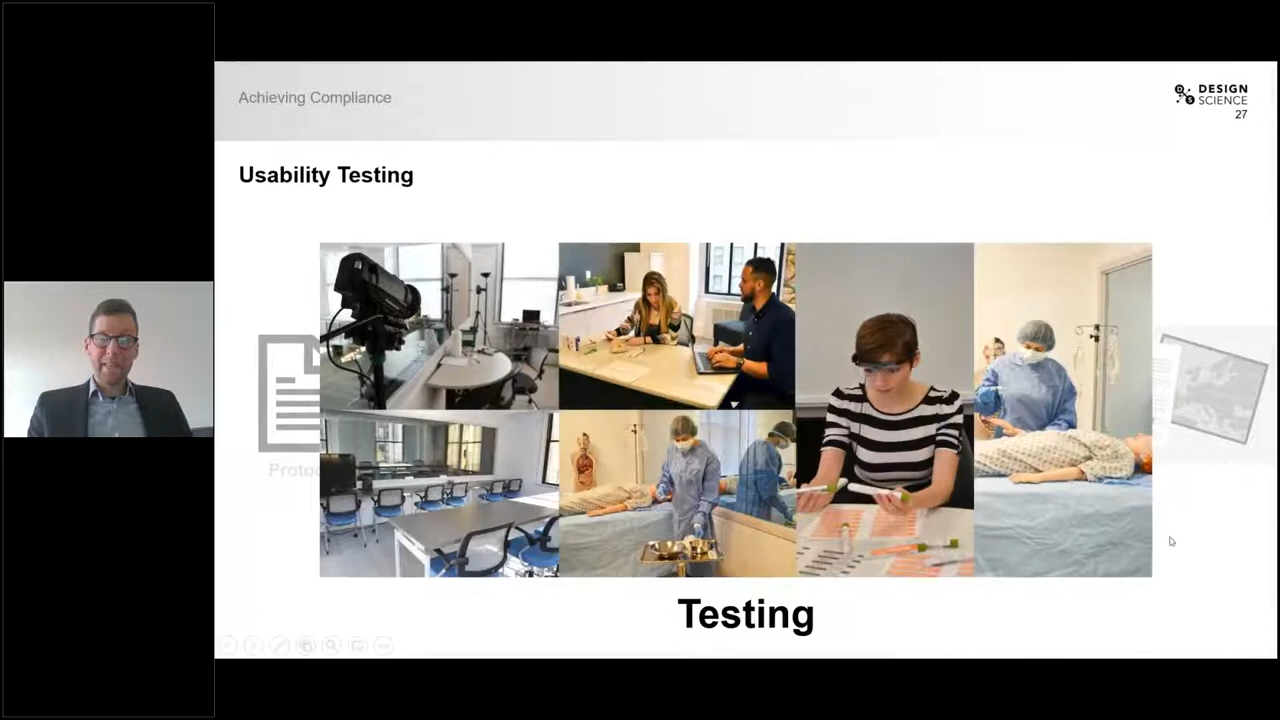 Achieving Compliance
DESIGN
SCIENCE
27
Usability Testing
Testing